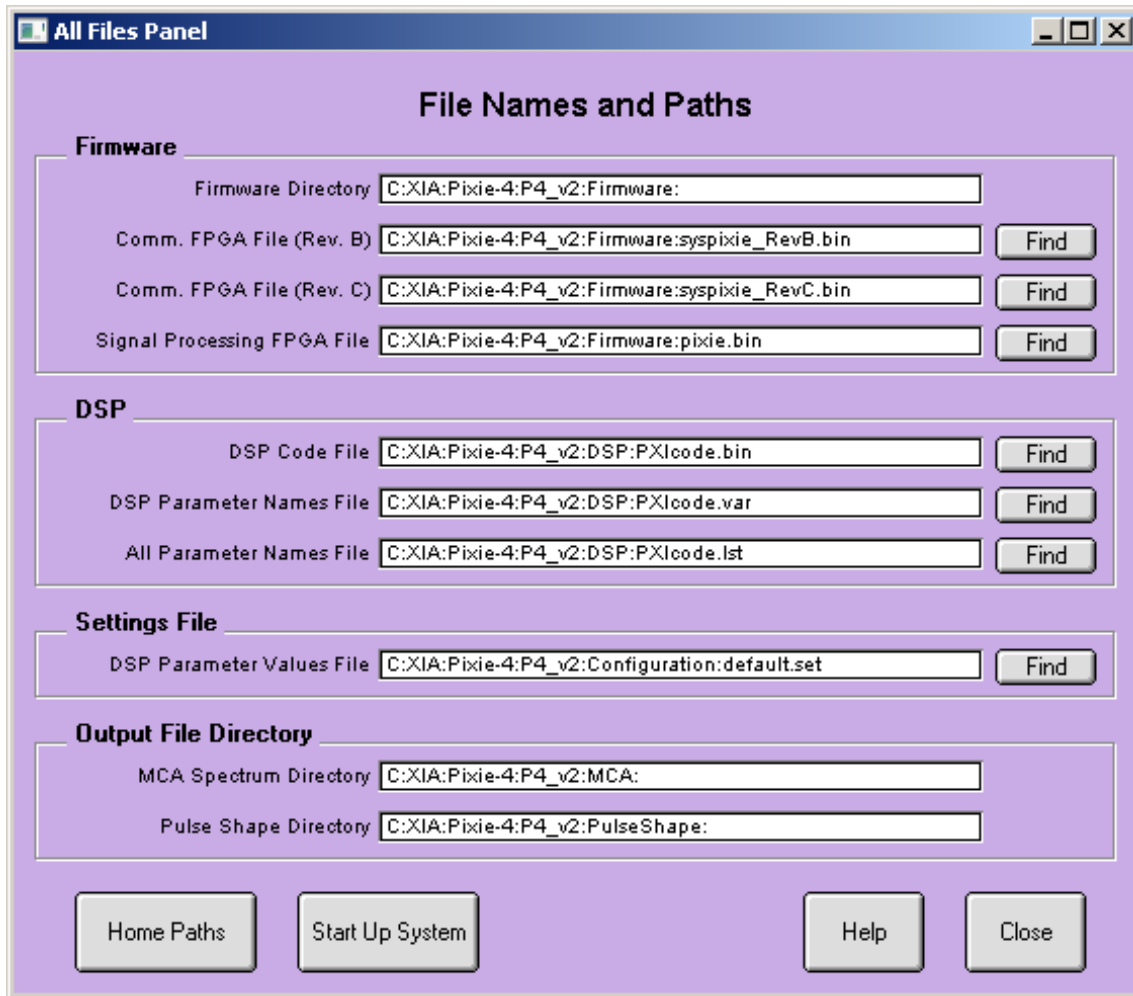 All Files Panel
File Names and Paths
Firmware
Firmware Directory C:XIA:Pixie-4:P4_v2:Firmware:
Comm. FPGA File (Rev. B) C:XIA:Pixie-4:P4_v2:Firmware:syspixie_RevB.bin Find
Comm. FPGA File (Rev. C) C:XIA:Pixie-4:P4_v2:Firmware:syspixie_RevC.bin Find
Signal Processing FPGA File C:XIA:Pixie-4:P4_v2:Firmware:pixie.bin Find
DSP
DSP Code File C:XIA:Pixie-4:P4_v2:DSP:PXIcode.bin Find
DSP Parameter Names File C:XIA:Pixie-4:P4_v2:DSP:PXIcode.var Find
All Parameter Names File C:XIA:Pixie-4:P4_v2:DSP:PXIcode.lst Find
Settings File
DSP Parameter Values File C:XIA:Pixie-4:P4_v2:Configuration:default.set Find
Output File Directory
MCA Spectrum Directory C:XIA:Pixie-4:P4_v2:MCA:
Pulse Shape Directory C:XIA:Pixie-4:P4_v2:PulseShape:
Home Paths Start Up System Help Close